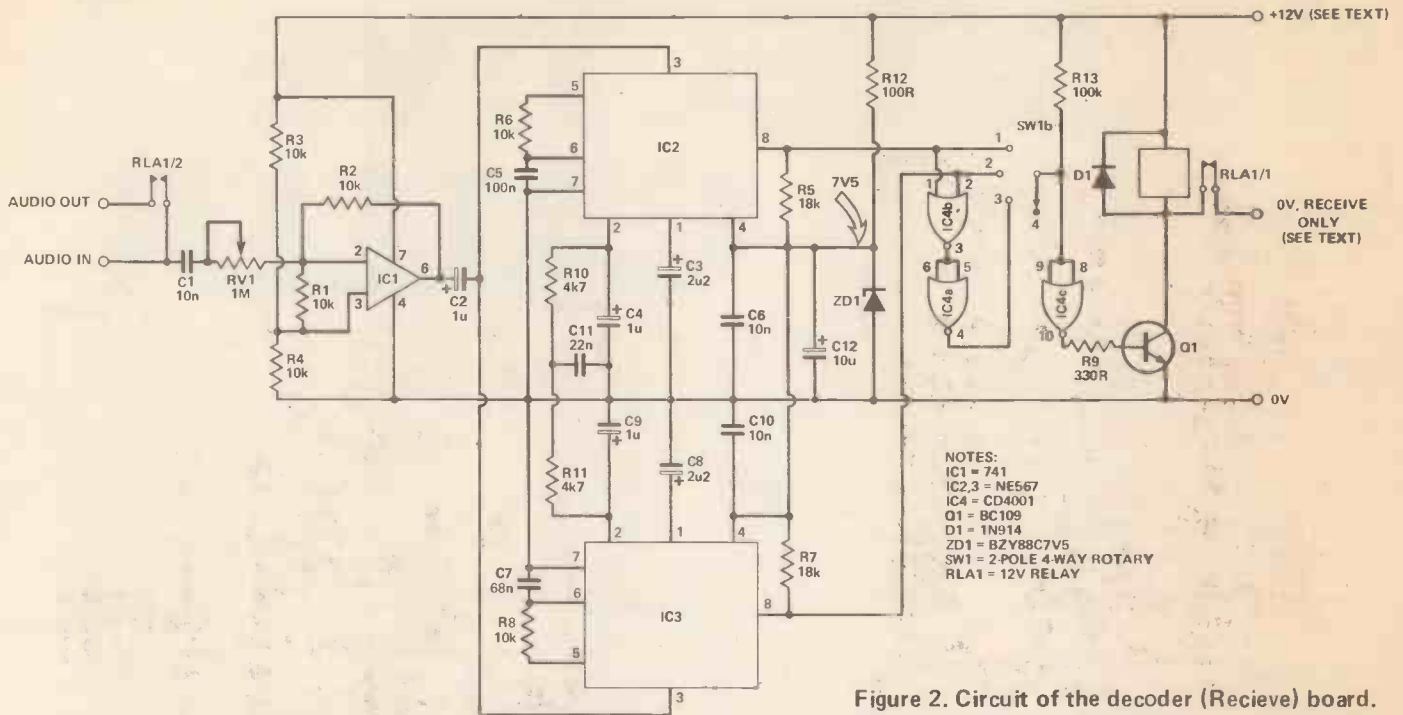 +12V (SEE TEXT)
R12
100R
R13
100k
3
5
R6
10k
SW1b
R3
10k
IC2
8
1
RLA1/2
6
C5
100n
2
D1
RLA1/1
R2
10k
7
R5
18k
7V5
1
2
3
AUDIO OUT
4
0V, RECEIVE
ONLY
(SEE TEXT)
IC4b
2
1
4
3
AUDIO IN
2
7
6
R10
4k7
C3
2u2
6
5
9
8
C1
10n
RV1
1M
R1
10k
IC1
C2
1u
ZD1
IC4a
IC4c
3
4
C4
1u
C6
10n
C11
22n
C12
10u
4
10
Q1
R4
10k
R9
330R
0V
C9
1u
C10
10n
R11
4k7
C8
2u2
NOTES:
IC1 = 741
IC2,3 = NE567
IC4 = CD4001
Q1 = BC109
D1 = 1N914
ZD1 = BZY88C7V5
SW1 = 2-POLE 4-WAY ROTARY
RLA1 = 12V RELAY
2
1
4
R7
18k
7
C7
68n
6
8
R8
10k
IC3
5
3
Figure 2. Circuit of the decoder (Recieve) board.